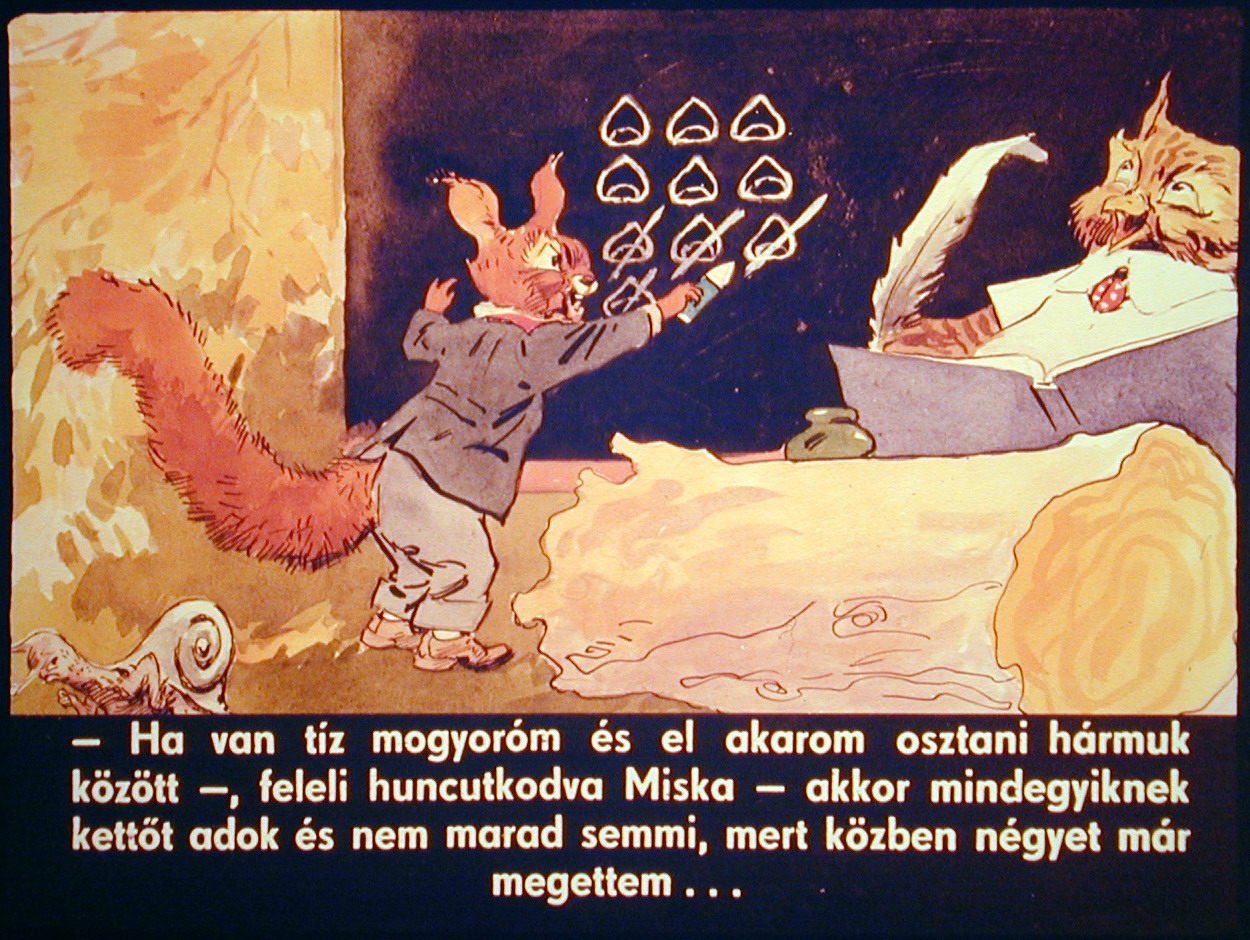 – Ha van tíz mogyoróm és el akarom osztani hármuk
között –, feleli huncutkodva Miska – akkor mindegyiknek
kettőt adok és nem marad semmi, mert közben négyet már
megettem . . .